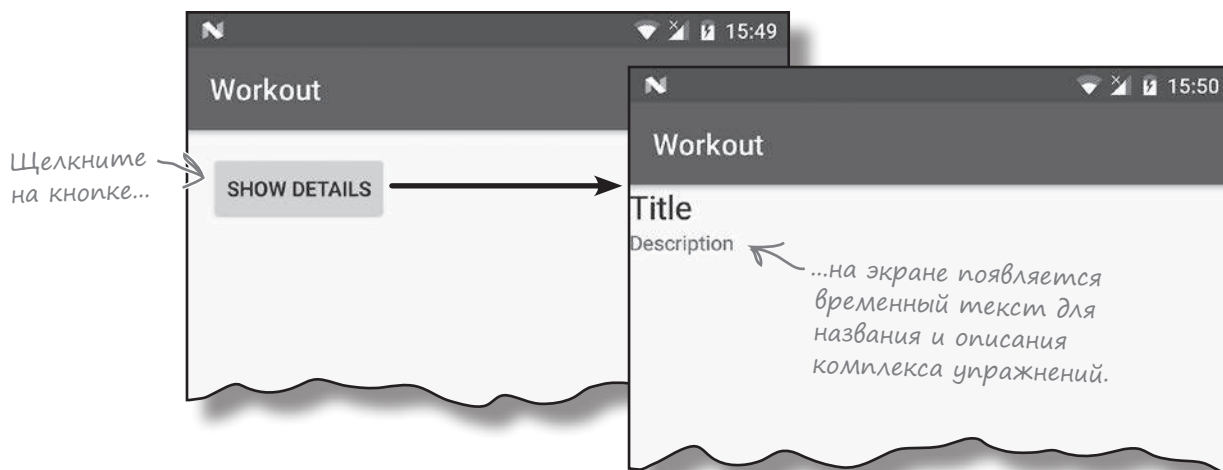 15:49
Workout
Щелкните
на кнопке...
SHOW DETAILS
15:50
Workout
Title
Description
...на экране появляется
временный текст для
названия и описания
комплекса упражнений.